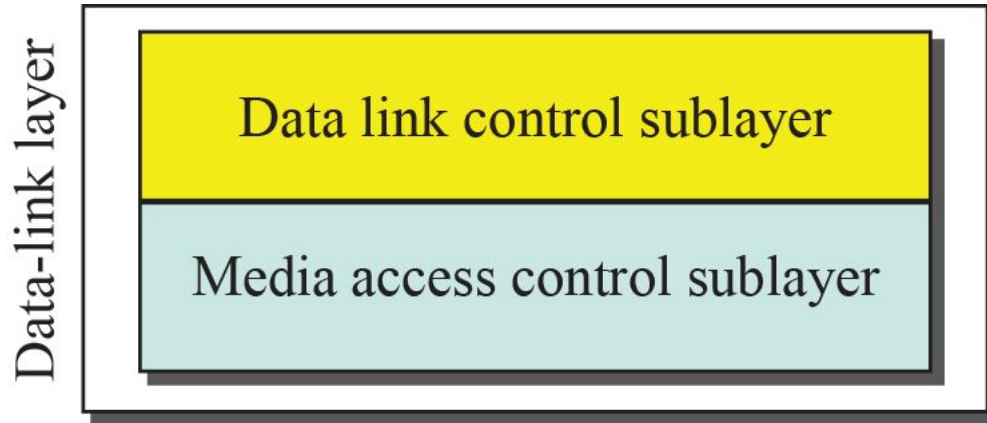 Data-link layer
Data link control sublayer
Media access control sublayer